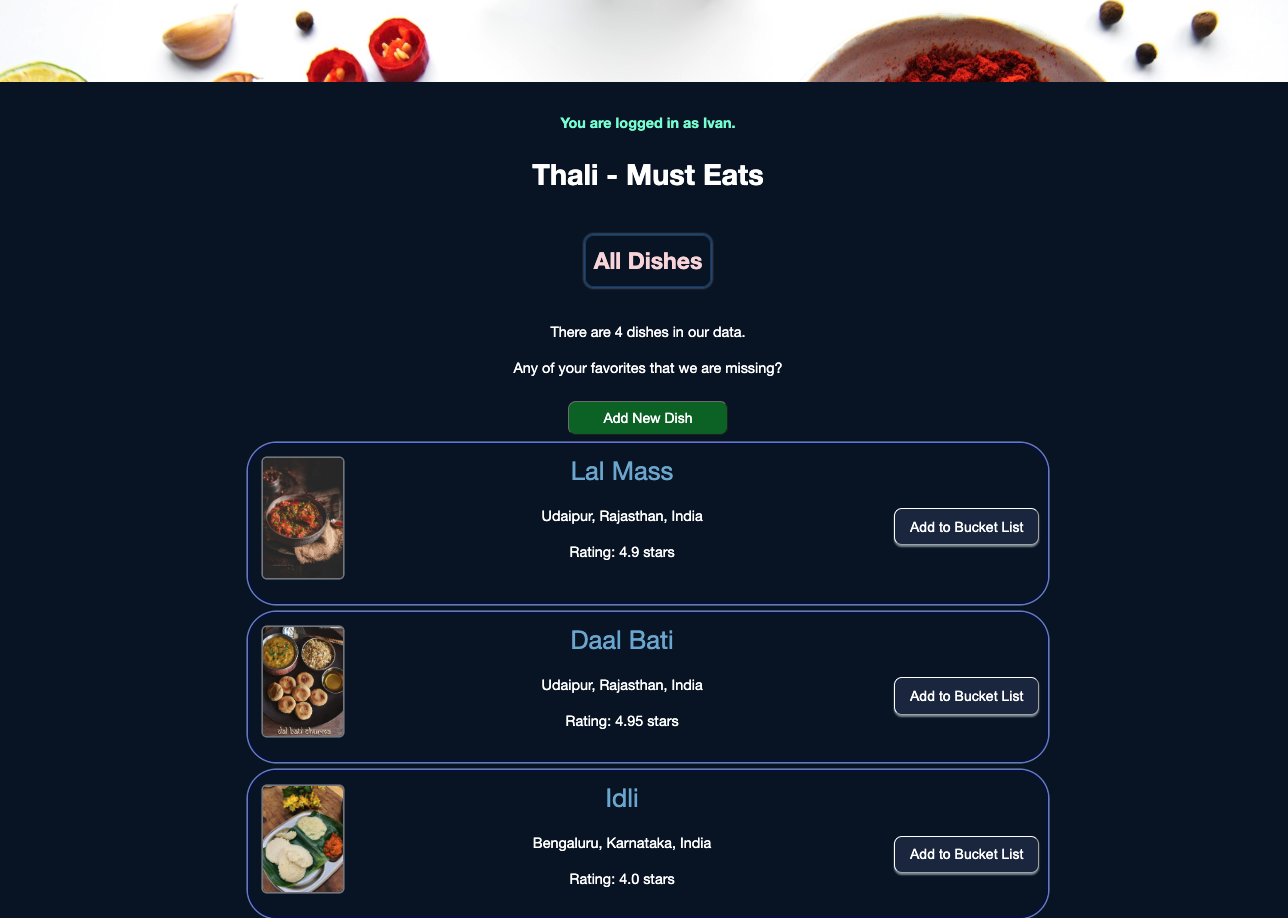 You are logged in as Ivan.
Thali - Must Eats
All Dishes
There are 4 dishes in our data.
Any of your favorites that we are missing?
Add New Dish
Lal Mass
Udaipur, Rajasthan, India
Rating: 4.9 stars
Add to Bucket List
Daal Bati
Udaipur, Rajasthan, India
Rating: 4.95 stars
Add to Bucket List
dal bati churma
Idli
Bengaluru, Karnataka, India
Rating: 4.0 stars
Add to Bucket List